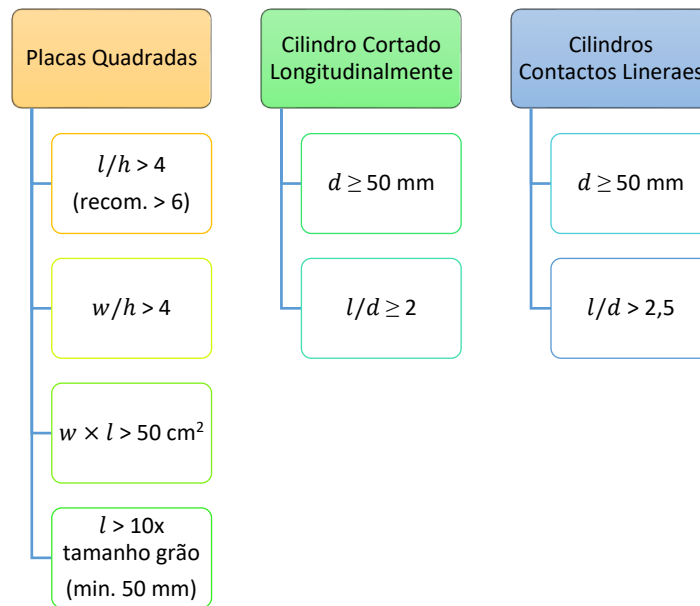 Placas Quadradas
l/h > 4
(recom. > 6)
w/h > 4
w × l > 50 cm²
l > 10x
tamanho grão
(min. 50 mm)
Cilindro Cortado
Longitudinalmente
d ≥ 50 mm
l/d ≥ 2
Cilindros
Contactos Lineraes
d ≥ 50 mm
l/d > 2,5